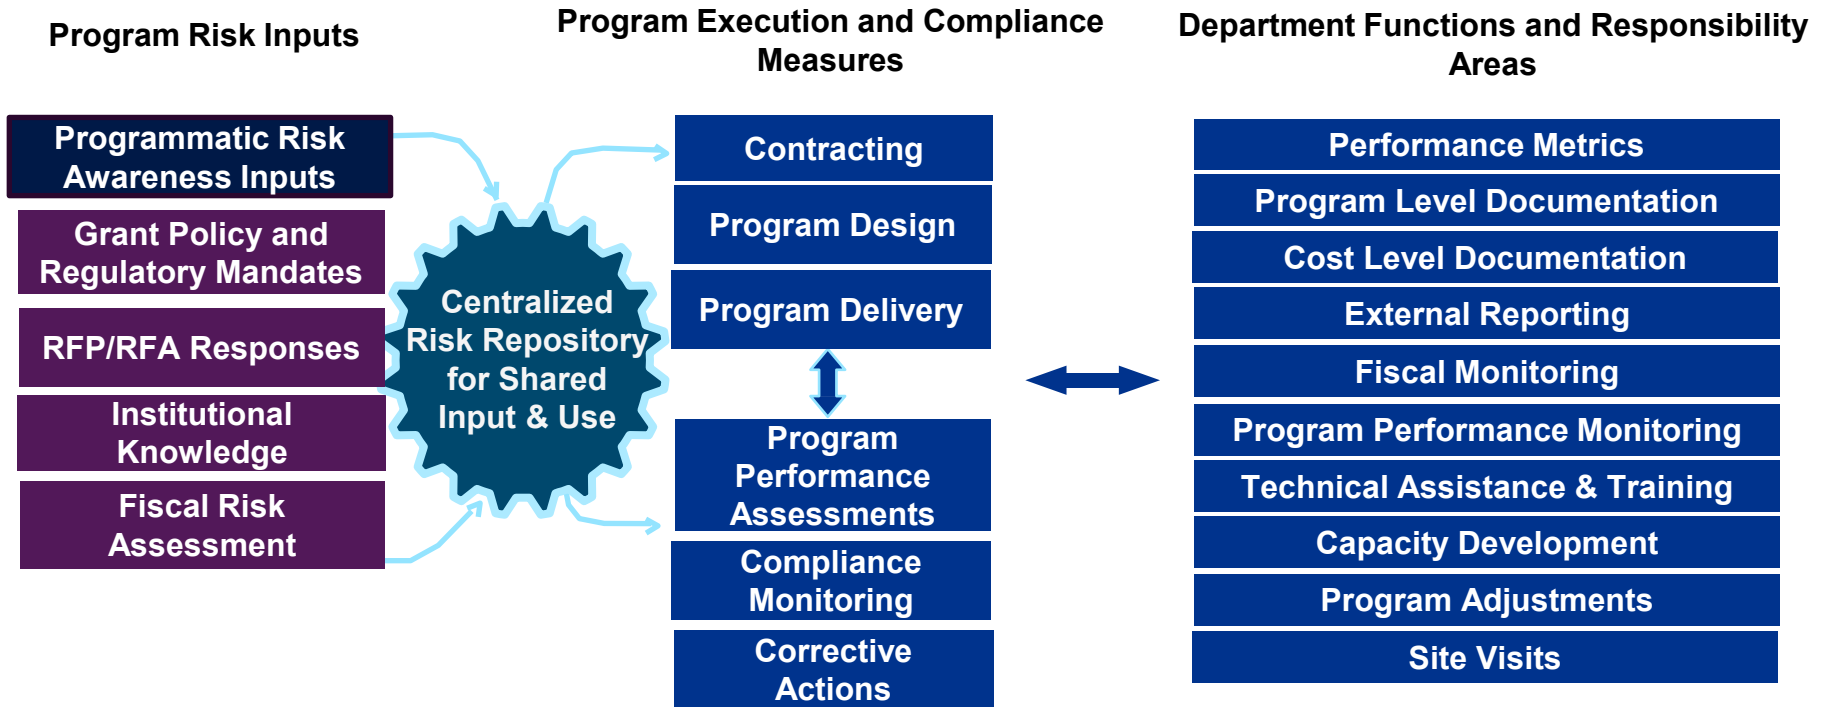 Program Risk Inputs
Programmatic Risk
Awareness Inputs
Grant Policy and
Regulatory Mandates
RFP/RFA Responses
Institutional
Knowledge
Fiscal Risk
Assessment
Centralized
Risk Repository
for Shared
Input & Use
Program Execution and Compliance
Measures
Contracting
Program Design
Program Delivery
Program
Performance
Assessments
Compliance
Monitoring
Corrective
Actions
Department Functions and Responsibility
Areas
Performance Metrics
Program Level Documentation
Cost Level Documentation
External Reporting
Fiscal Monitoring
Program Performance Monitoring
Technical Assistance & Training
Capacity Development
Program Adjustments
Site Visits